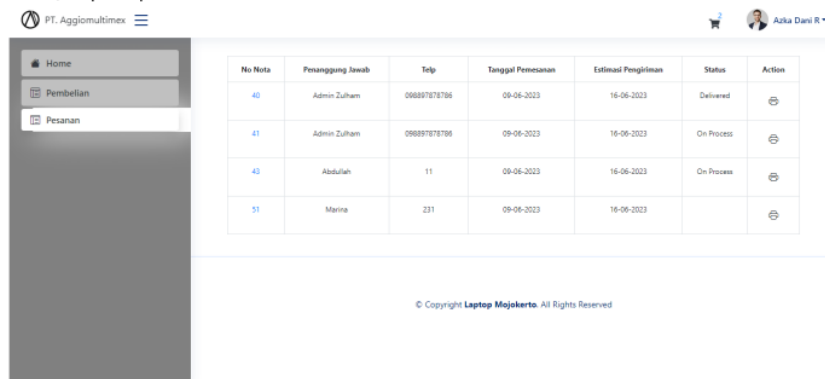 PT. Aggiomultimex
2
Azka Dani R
Home
Pembelian
Pesanan
No Nota Penanggung Jawab Telp Tanggal Pemesanan Estimasi Pengiriman Status Action
40 Admin Zulham 098897878786 09-06-2023 16-06-2023 Delivered
41 Admin Zulham 098897878786 09-06-2023 16-06-2023 On Process
43 Abdullah 11 09-06-2023 16-06-2023 On Process
51 Marina 231 09-06-2023 16-06-2023
© Copyright Laptop Mojokerto. All Rights Reserved